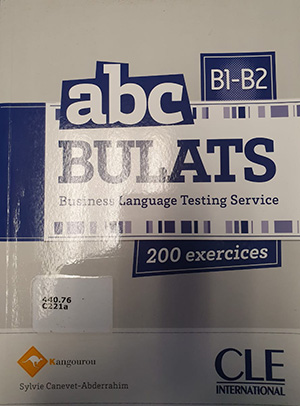 B1-B2
abc
BULATS
Business Language Testing Service
200 exercices
440.76
C221a
Kangourou
Sylvie Canevet-Abderrahim
CLE
INTERNATIONAL